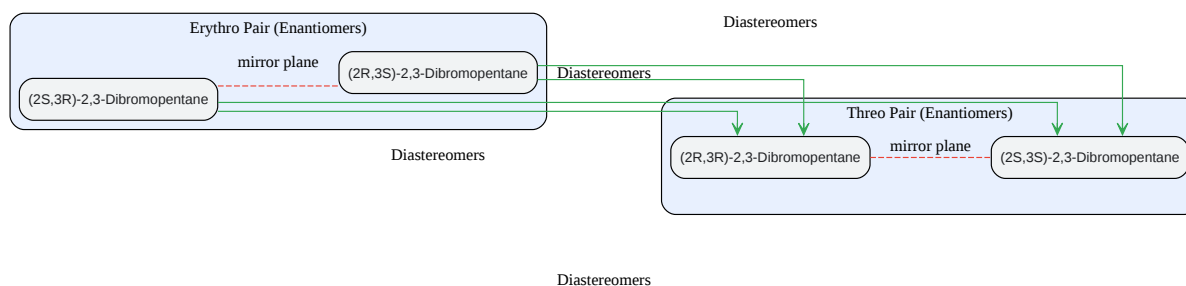 Diastereomers
Erythro Pair (Enantiomers)
mirror plane
(2R,3S)-2,3-Dibromopentane
Diastereomers
(2S,3R)-2,3-Dibromopentane
Threo Pair (Enantiomers)
mirror plane
Diastereomers
(2R,3R)-2,3-Dibromopentane
(2S,3S)-2,3-Dibromopentane
Diastereomers